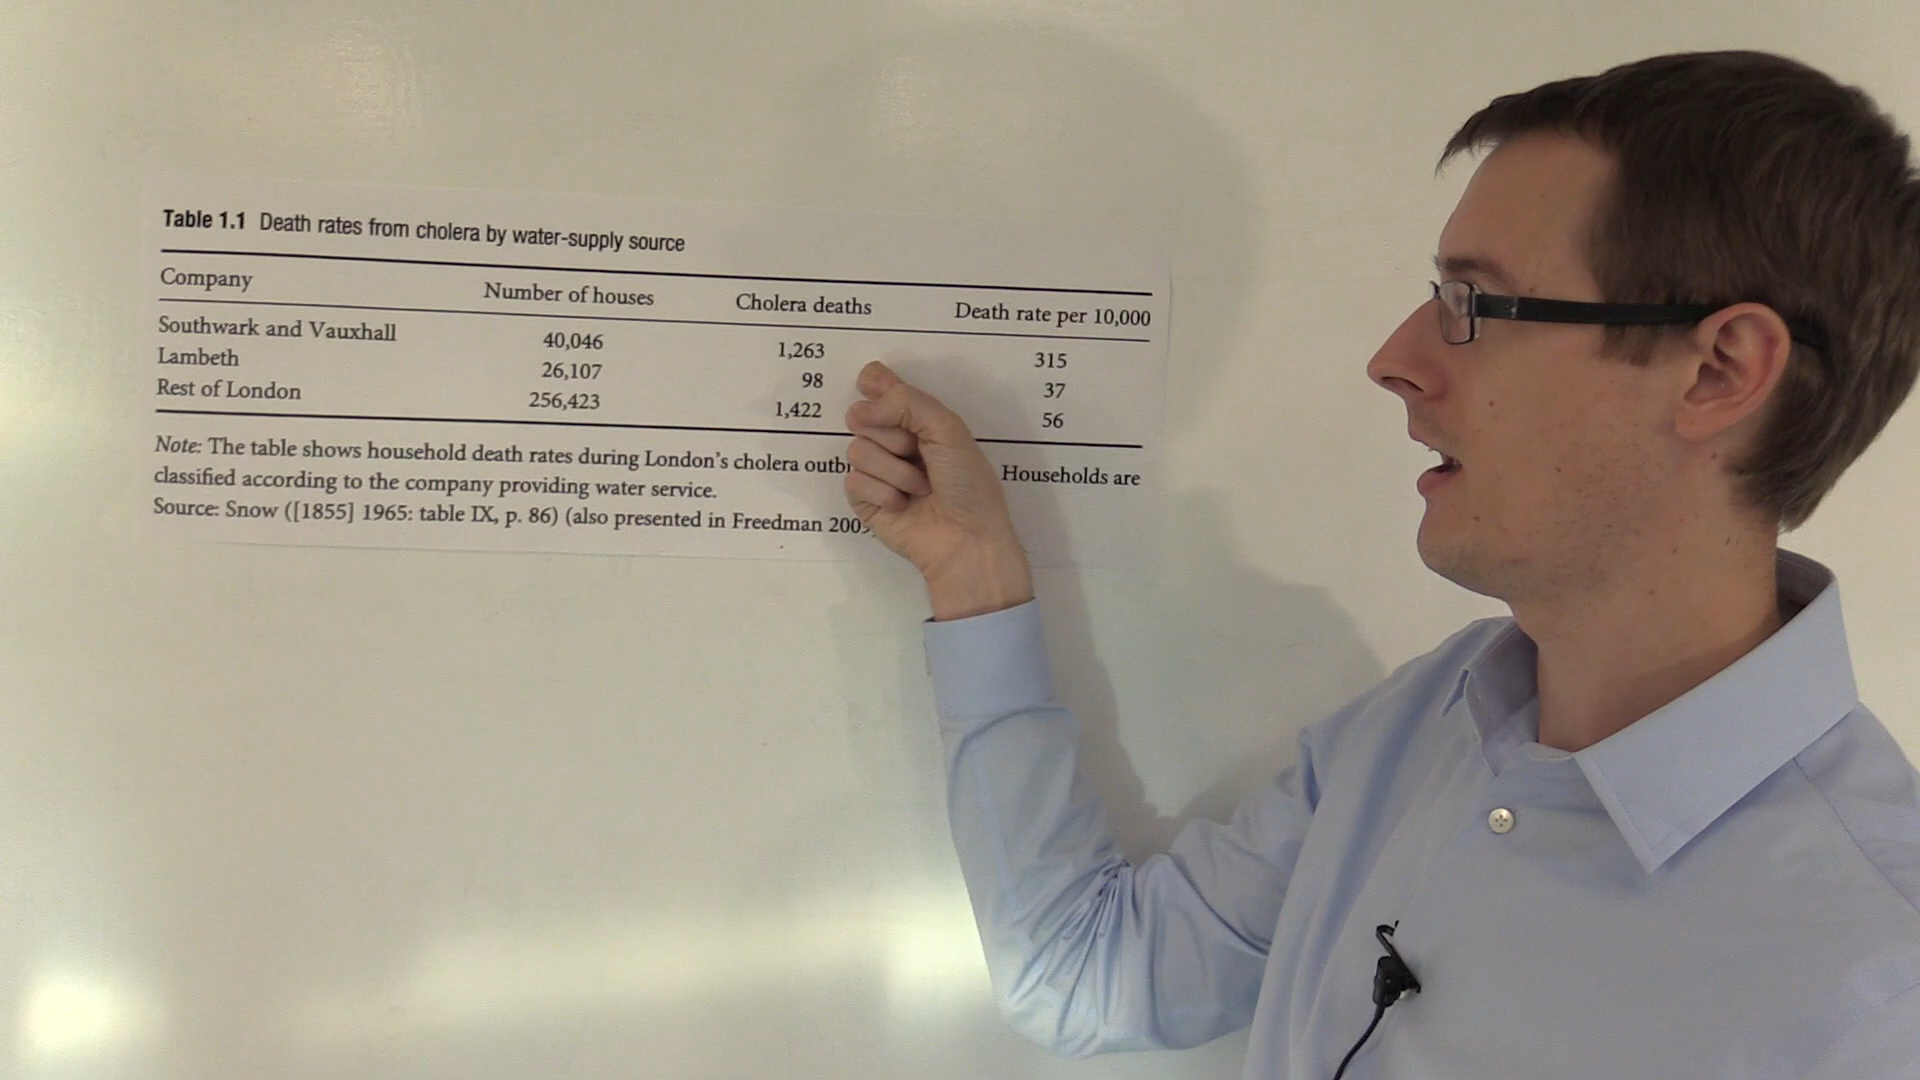 Table 1.1 Death rates from cholera by water-supply source
Company Number of houses Cholera deaths Death rate per 10,000
Southwark and Vauxhall 40,046 1,263 315
Lambeth 26,107 98 37
Rest of London 256,423 1,422 56
Note: The table shows household death rates during London's cholera Households are
classified according to the company providing water service.
Source: Snow ([1855] 1965: table IX, p. 86) (also presented in Freedman